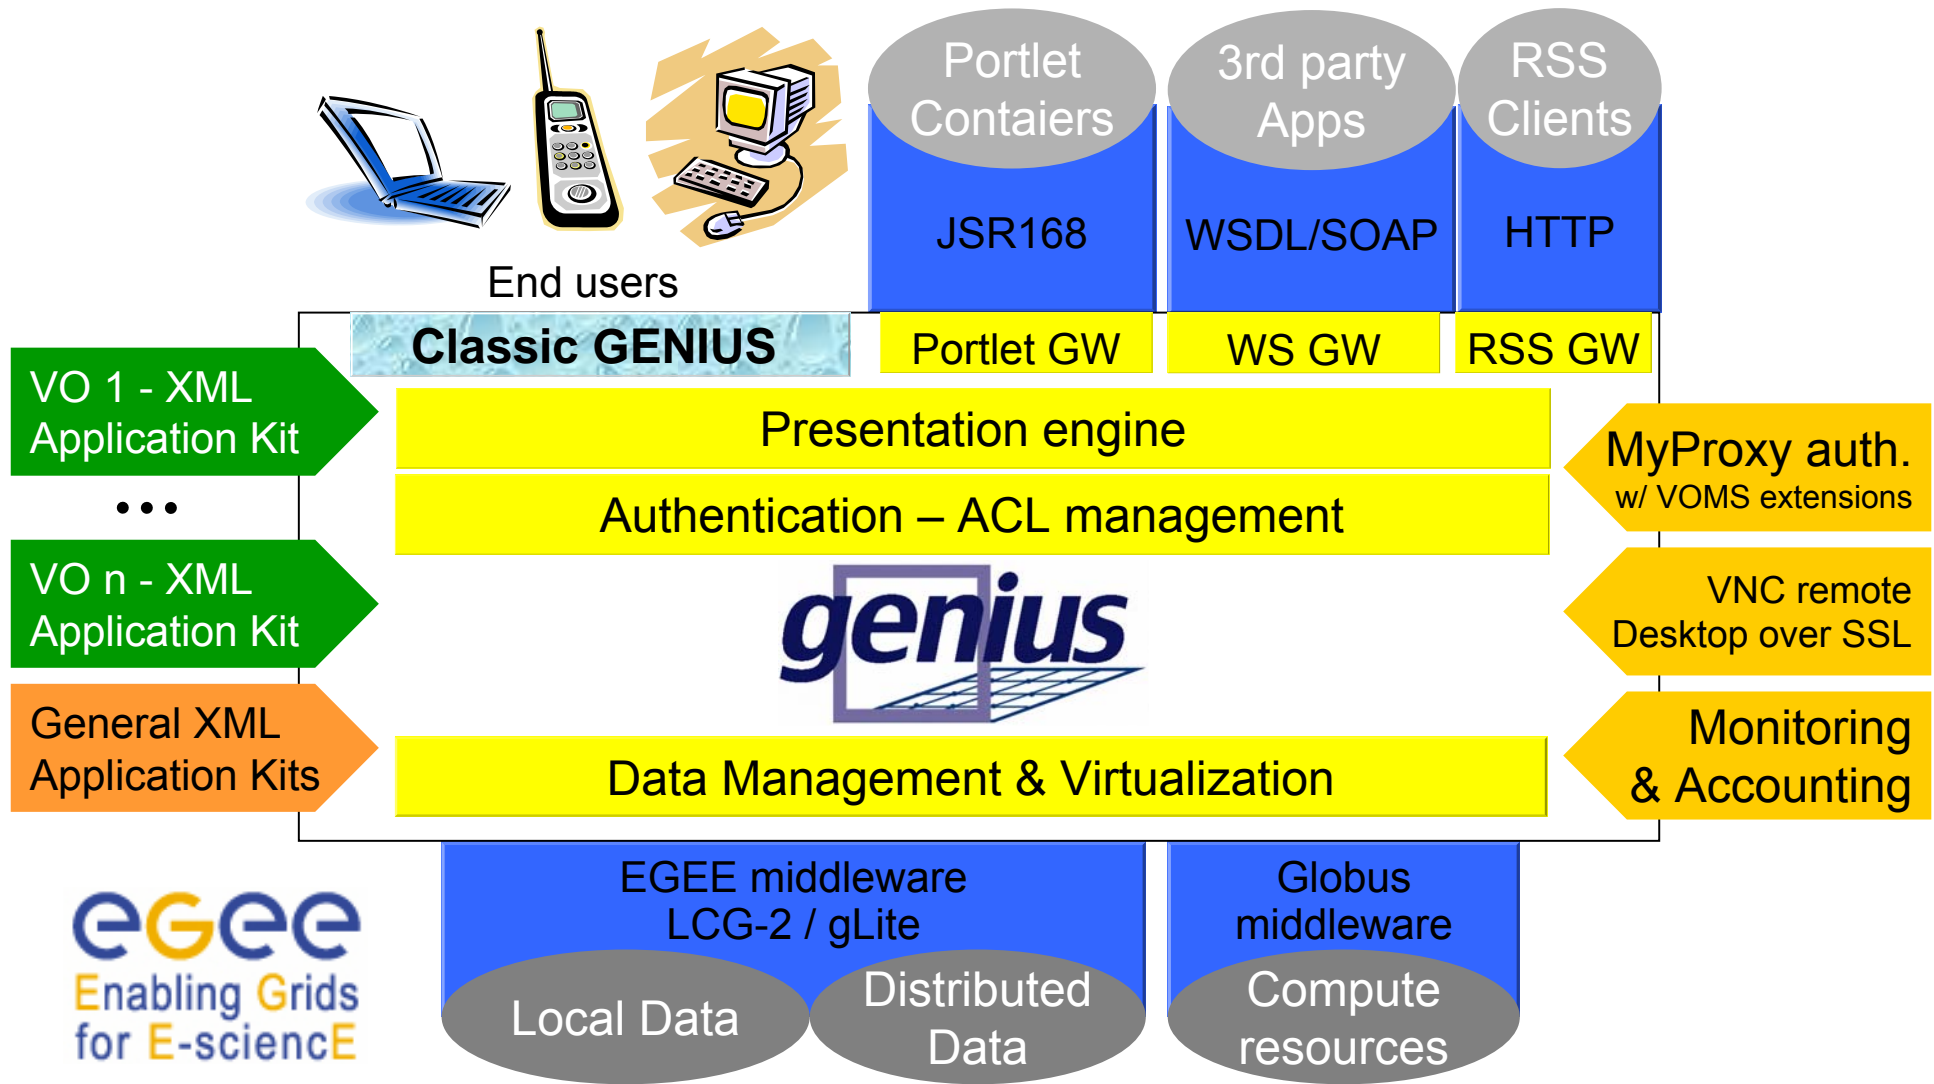 Portlet
Contaiers
3rd party
Apps
RSS
Clients
JSR168
WSDL/SOAP
HTTP
End users
Classic GENIUS
Portlet GW
WS GW
RSS GW
VO 1 - XML
Application Kit
Presentation engine
MyProxy auth.
w/ VOMS extensions
...
Authentication – ACL management
VO n - XML
Application Kit
genius
VNC remote
Desktop over SSL
General XML
Application Kits
Data Management & Virtualization
Monitoring
& Accounting
EGEE middleware
LCG-2 / gLite
Globus
middleware
eGee
Enabling Grids
for E-sciencE
Local Data
Distributed
Data
Compute
resources